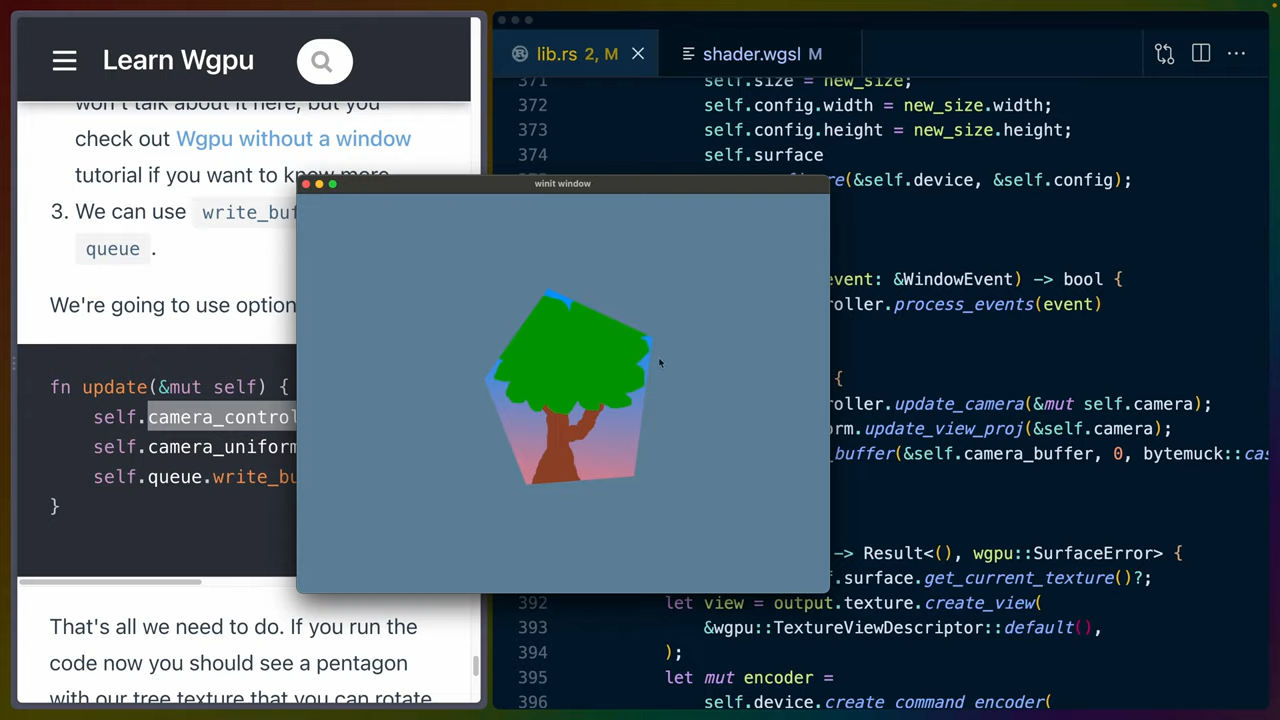 Learn Wgpu
won't talk about it here, but you
check out Wgpu without a window
tutorial if you want to know more.
3. We can use write_buf
queue .
We're going to use option
fn update(&mut self) {
self.camera_control
self.camera_uniform
self.queue.write_bu
}
That's all we need to do. If you run the
code now you should see a pentagon
with our tree texture that you can rotate
winit window
lib.rs 2, M
shader.wgsl M
371 self.size = new_size;
372 self.config.width = new_size.width;
373 self.config.height = new_size.height;
374 self.surface
re(&self.device, &self.config);
event: &WindowEvent) -> bool {
oller.process_events(event)
{
oller.update_camera(&mut self.camera);
orm.update_view_proj(&self.camera);
_buffer(&self.camera_buffer, 0, bytemuck::cas
-> Result<(), wgpu::SurfaceError> {
.surface.get_current_texture()?;
392 let view = output.texture.create_view(
393 &wgpu::TextureViewDescriptor::default(),
394 );
395 let mut encoder =
396 self.device.create_command_encoder(